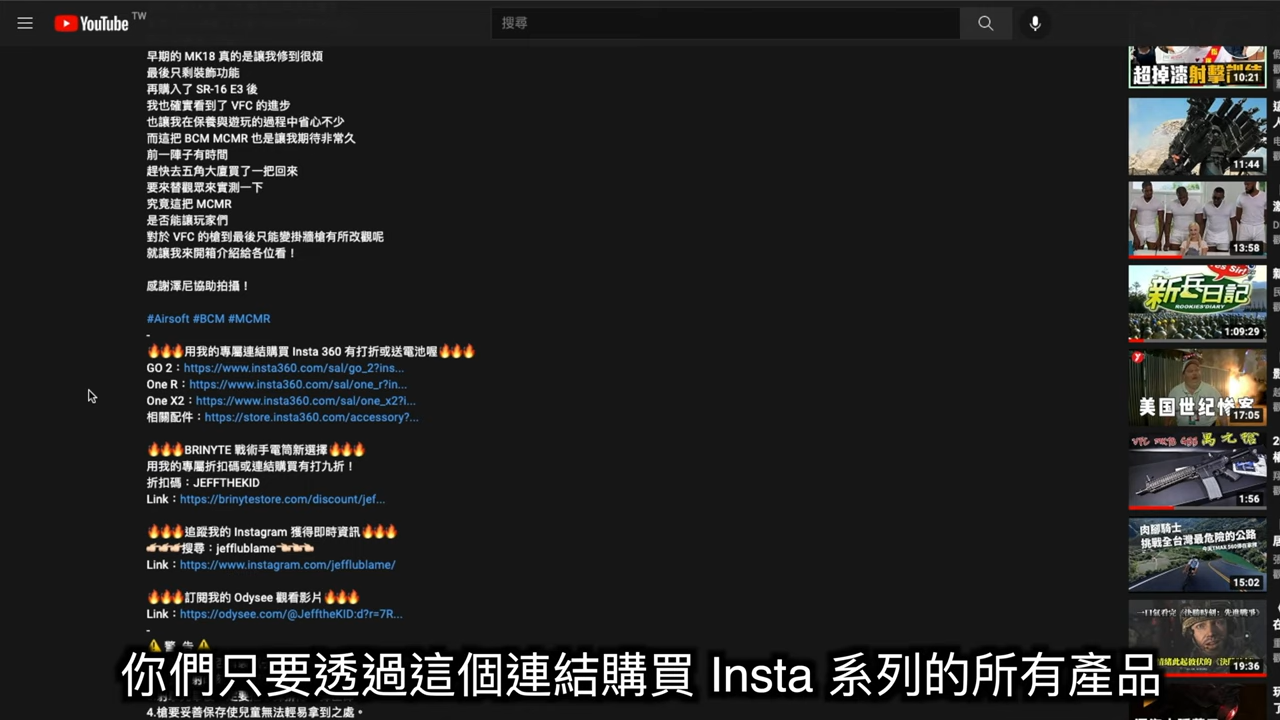 YouTube TW
搜尋
早期的 MK18 真的是讓我修到很煩
最後只剩裝飾功能
再購入了 SR-16 E3 後
我也確實看到了 VFC 的進步
也讓我在保養與遊玩的過程中省心不少
而這把 BCM MCMR 也是讓我期待非常久
前一陣子有時間
趕快去五角大廈買了一把回來
要來替觀眾來實測一下
究竟這把 MCMR
是否能讓玩家們
對於 VFC 的槍到最後只能變掛牆槍有所改觀呢
就讓我來開箱介紹給各位看！
感謝澤尼協助拍攝！
#Airsoft #BCM #MCMR
-
🔥🔥🔥用我的專屬連結購買 Insta 360 有打折或送電池喔🔥🔥🔥
GO 2：https://www.insta360.com/sal/go_2?ins...
One R：https://www.insta360.com/sal/one_r?in...
One X2：https://www.insta360.com/sal/one_x2?i...
相關配件：https://store.insta360.com/accessory?...
🔥🔥🔥BRINYTE 戰術手電筒新選擇🔥🔥🔥
用我的專屬折扣碼或連結購買有打九折！
折扣碼：JEFFTHEKID
Link：https://brinytestore.com/discount/jef...
🔥🔥🔥追蹤我的 Instagram 獲得即時資訊🔥🔥🔥
👉🏻👉🏻👉🏻搜尋：jefflublame👈🏻👈🏻👈🏻
Link：https://www.instagram.com/jefflublame/
🔥🔥🔥訂閱我的 Odysee 觀看影片🔥🔥🔥
Link：https://odysee.com/@JefftheKID:d?r=7R...
-
⚠️警 告⚠️
4.槍要妥善保存使兒童無法輕易拿到之處。
你們只要透過這個連結購買 Insta 系列的所有產品
超掉漆射擊訓練
10:21
11:44
13:58
Yes Sir!
新兵日記
ROOKIES' DIARY
1:09:29
美国世纪惨案
17:05
1:56
肉腳騎士
挑戰全台灣最危險的公路
15:02
19:36